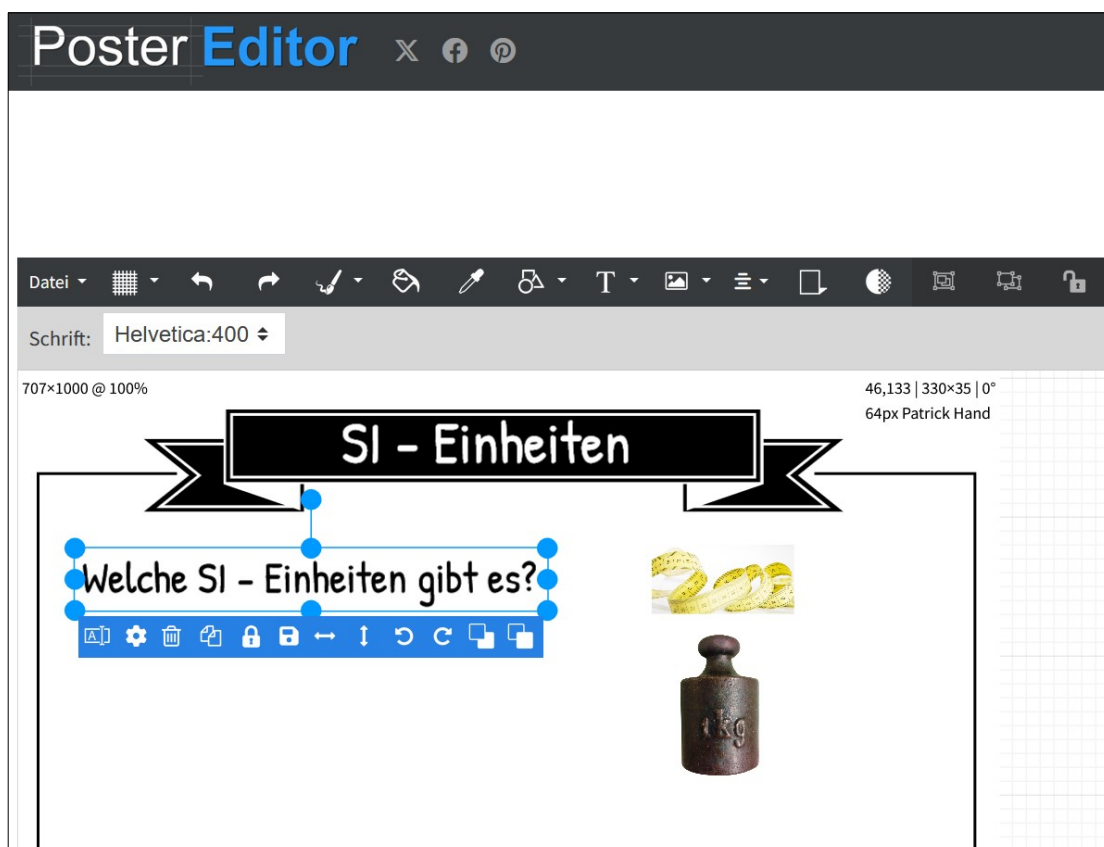 Poster Editor
Datei
Schrift: Helvetica:400
707×1000 @ 100%
46,133 | 330×35 | 0°
64px Patrick Hand
SI – Einheiten
Welche SI – Einheiten gibt es?
1kg